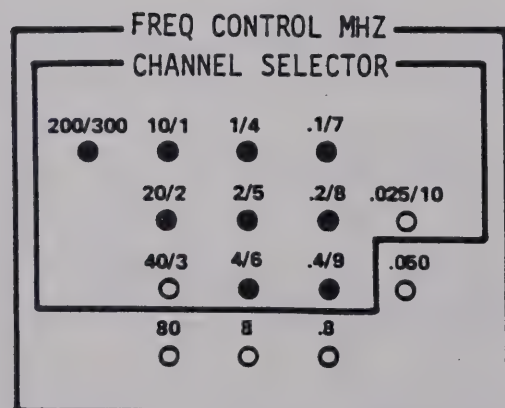 FREQ CONTROL MHZ
CHANNEL SELECTOR
200/300 10/1 1/4 .1/7
20/2 2/5 .2/8 .025/10
40/3 4/6 .4/9 .050
80 8 .8